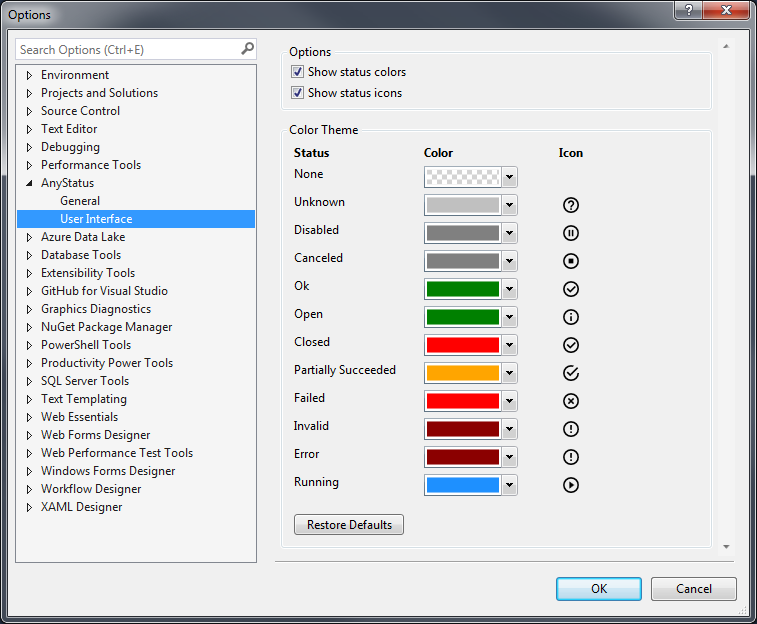 Options
Search Options (Ctrl+E)
Environment
Projects and Solutions
Source Control
Text Editor
Debugging
Performance Tools
AnyStatus
General
User Interface
Azure Data Lake
Database Tools
Extensibility Tools
GitHub for Visual Studio
Graphics Diagnostics
NuGet Package Manager
PowerShell Tools
Productivity Power Tools
SQL Server Tools
Text Templating
Web Essentials
Web Forms Designer
Web Performance Test Tools
Windows Forms Designer
Workflow Designer
XAML Designer
Options
Show status colors
Show status icons
Color Theme
Status Color Icon
None
Unknown
Disabled
Canceled
Ok
Open
Closed
Partially Succeeded
Failed
Invalid
Error
Running
Restore Defaults
OK Cancel